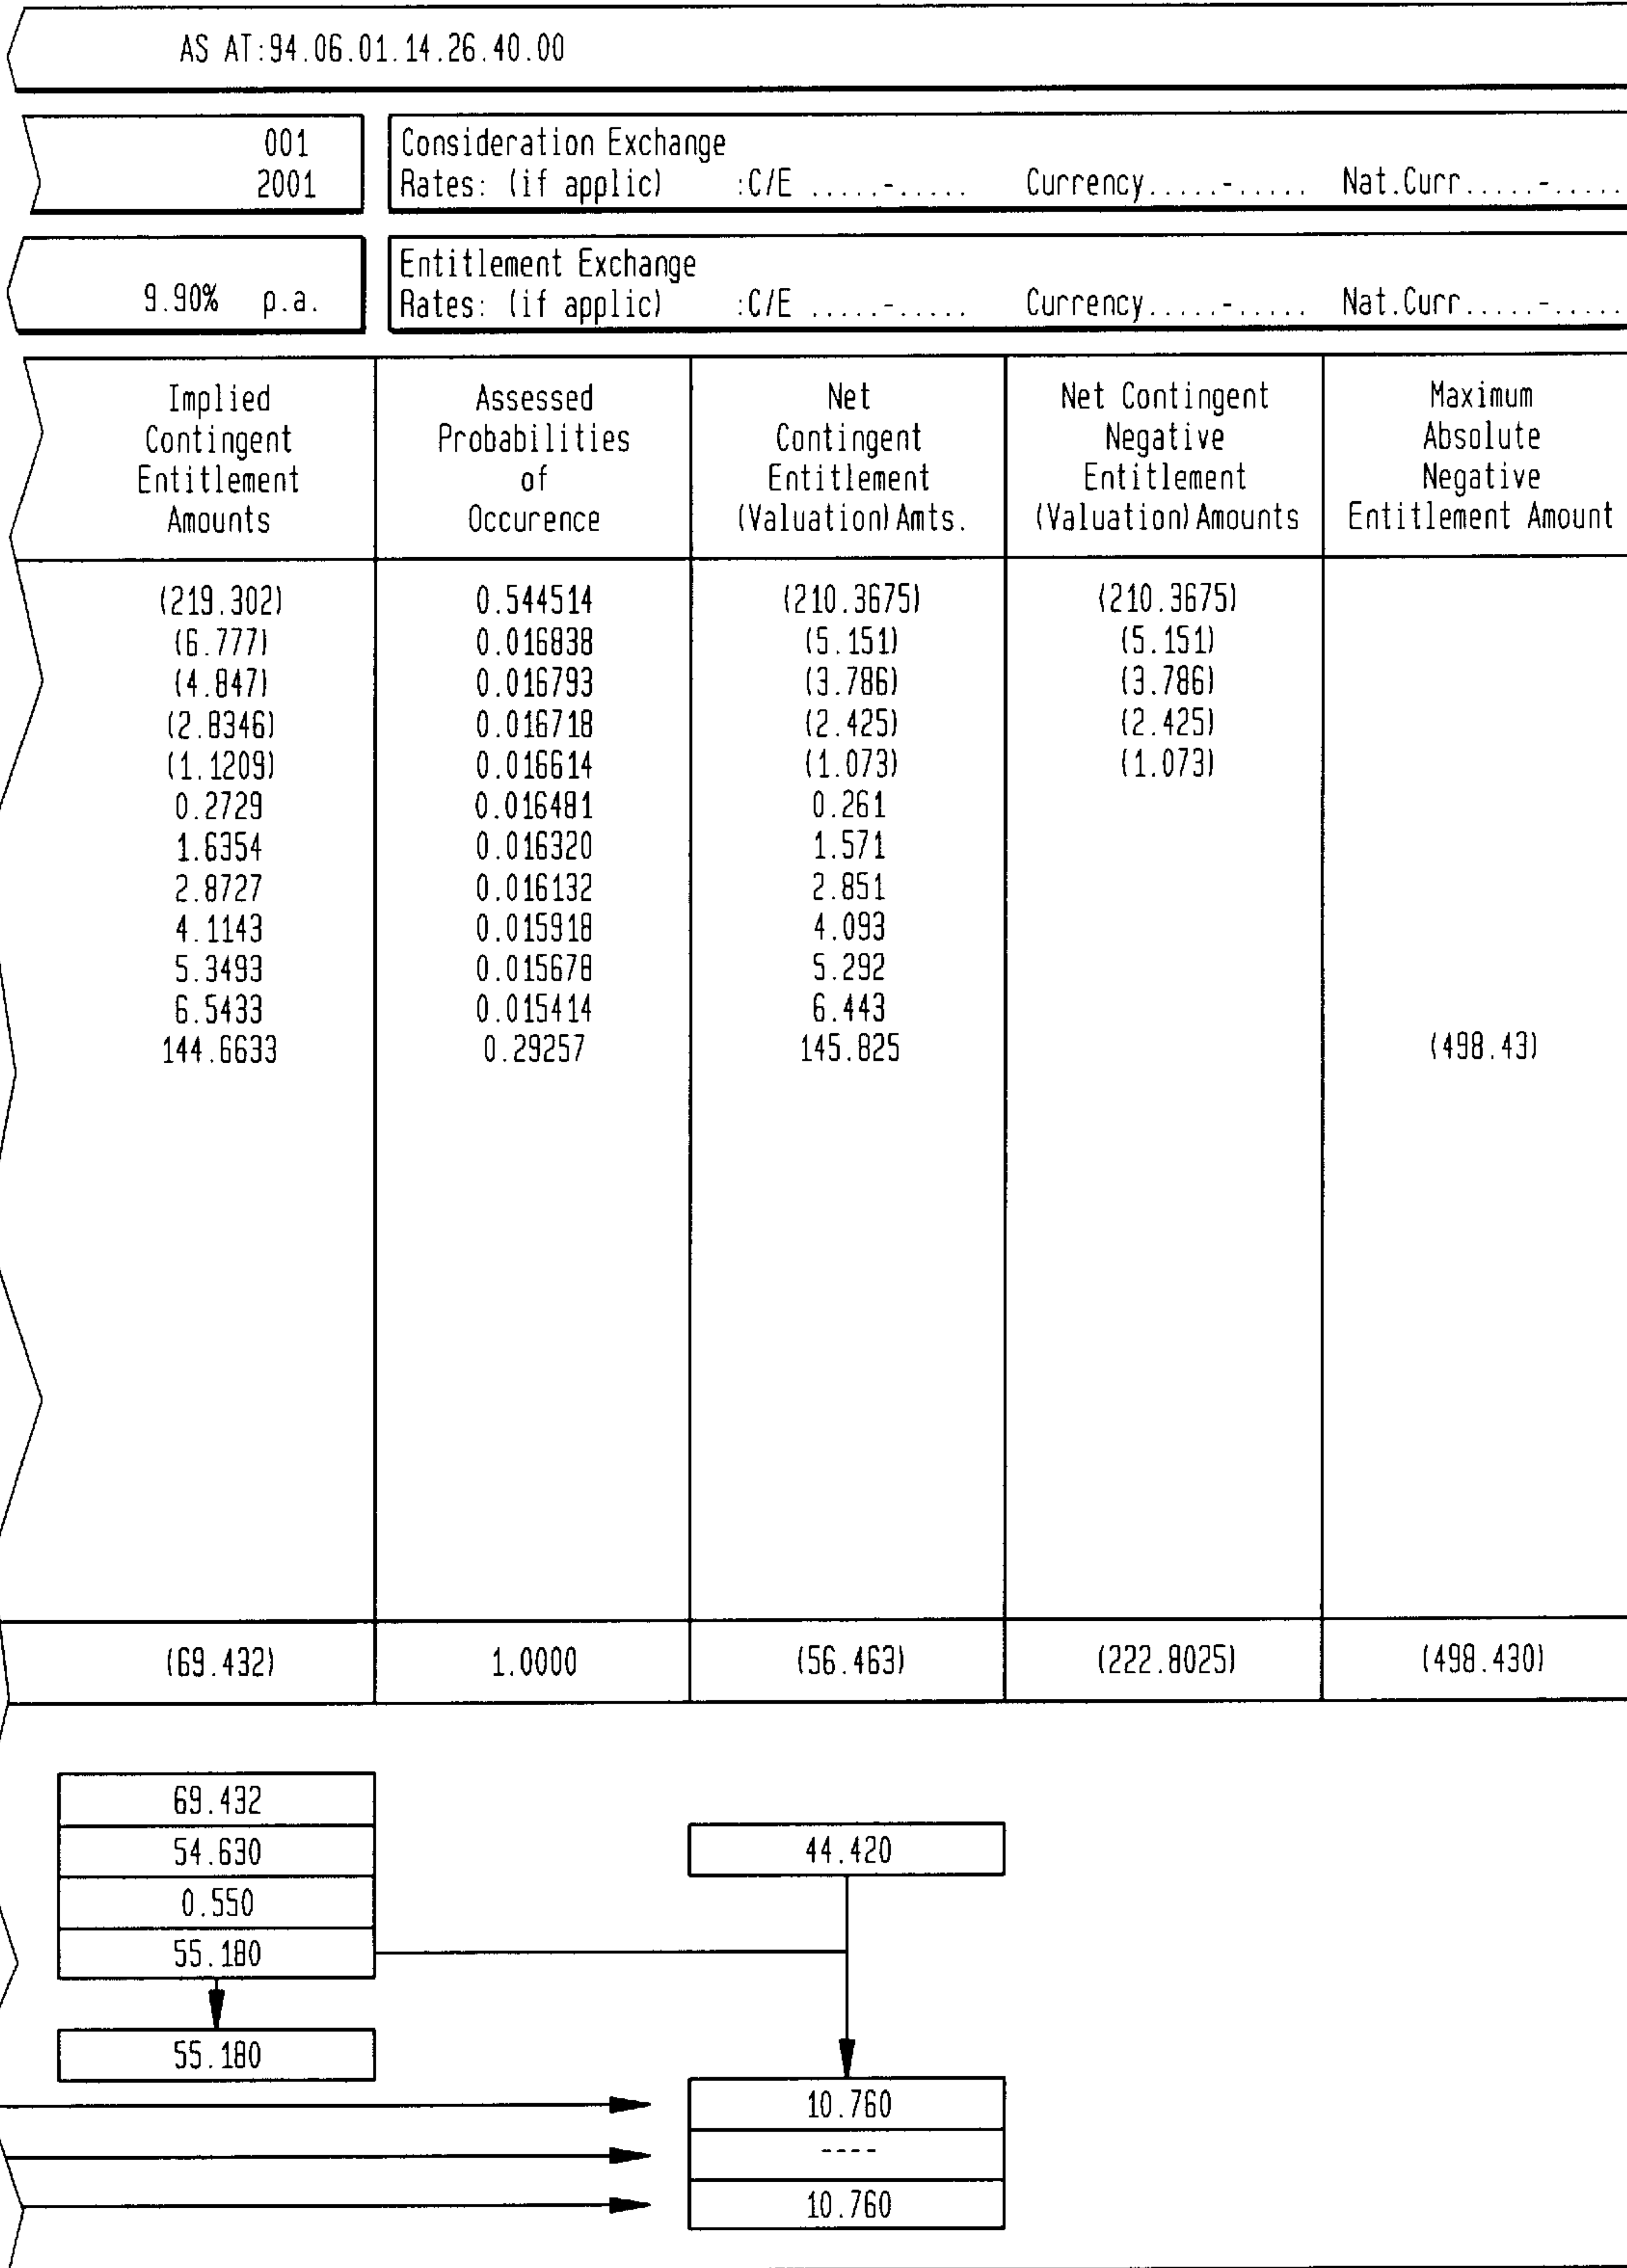 AS AT:94.06.01.14.26.40.00
001
2001
Consideration Exchange
Rates: (if applic) :C/E .....-..... Currency.....-..... Nat.Curr.....-.....
9.90% p.a.
Entitlement Exchange
Rates: (if applic) :C/E .....-..... Currency.....-..... Nat.Curr.....-.....
Implied Contingent Entitlement Amounts
Assessed Probabilities of Occurence
Net Contingent Entitlement (Valuation)Amts.
Net Contingent Negative Entitlement (Valuation)Amounts
Maximum Absolute Negative Entitlement Amount
(219.302) 0.544514 (210.3675) (210.3675)
(6.777) 0.016838 (5.151) (5.151)
(4.847) 0.016793 (3.786) (3.786)
(2.8346) 0.016718 (2.425) (2.425)
(1.1209) 0.016614 (1.073) (1.073)
0.2729 0.016481 0.261
1.6354 0.016320 1.571
2.8727 0.016132 2.851
4.1143 0.015918 4.093
5.3493 0.015678 5.292
6.5433 0.015414 6.443
144.6633 0.29257 145.825 (498.43)
(69.432) 1.0000 (56.463) (222.8025) (498.430)
69.432
54.630 44.420
0.550
55.180
55.180
10.760
----
10.760